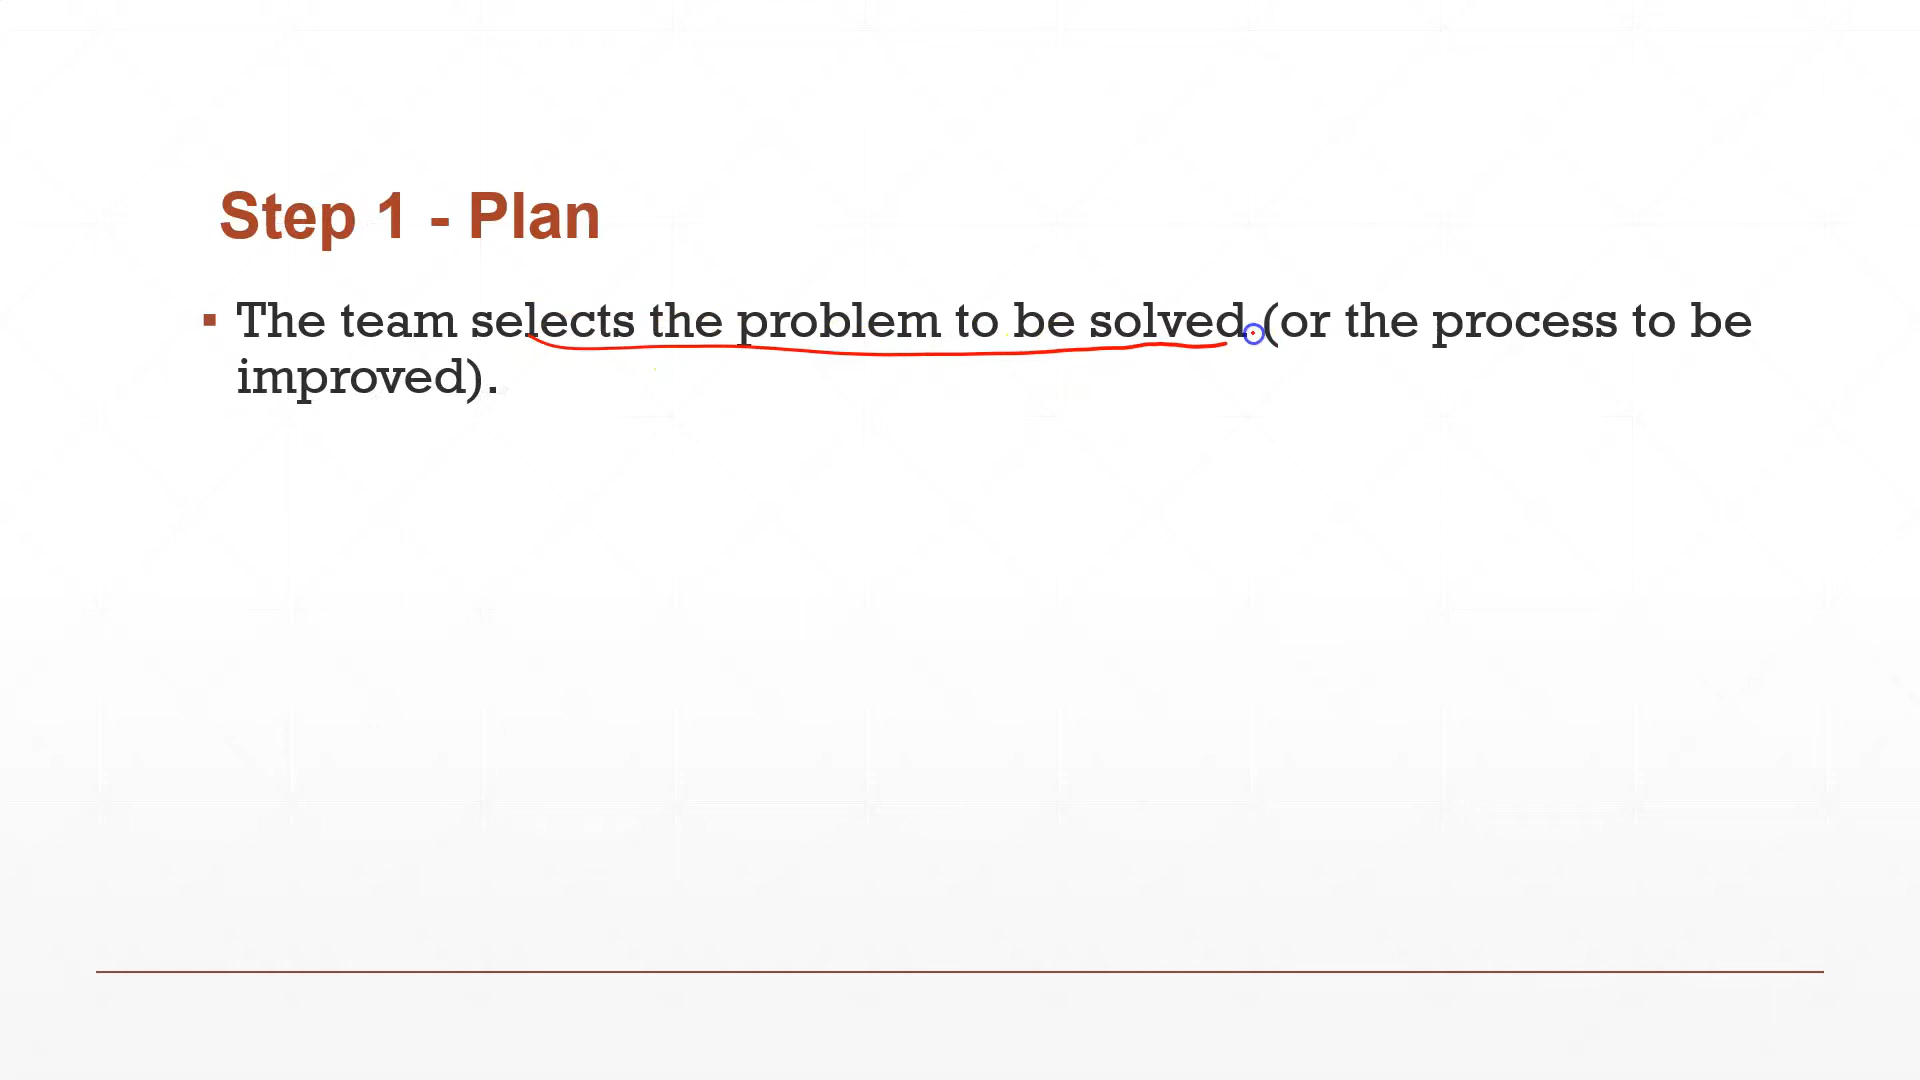 Step 1 - Plan
▪ The team selects the problem to be solved (or the process to be
improved).